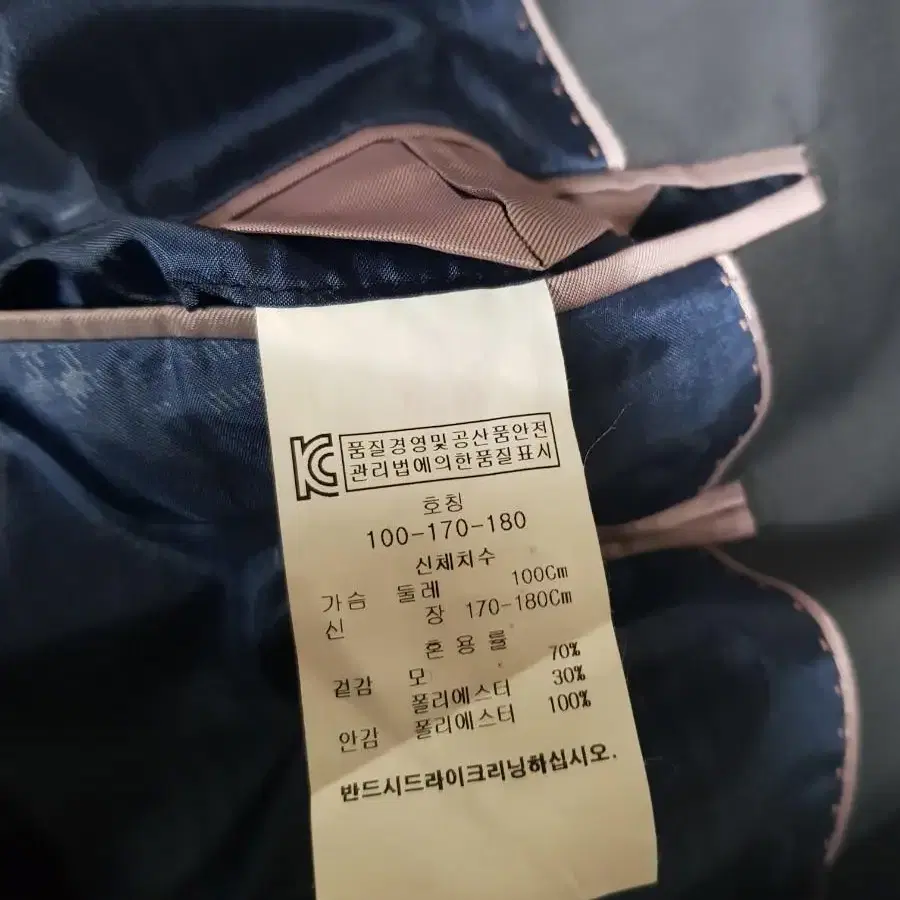 KC 품질경영및공산품안전
관리법에의한품질표시
호칭
100-170-180
신체치수
가슴 둘레 100Cm
신 장 170-180Cm
혼용률
겉감 모 70%
폴리에스터 30%
안감 폴리에스터 100%
반드시드라이크리닝하십시오.